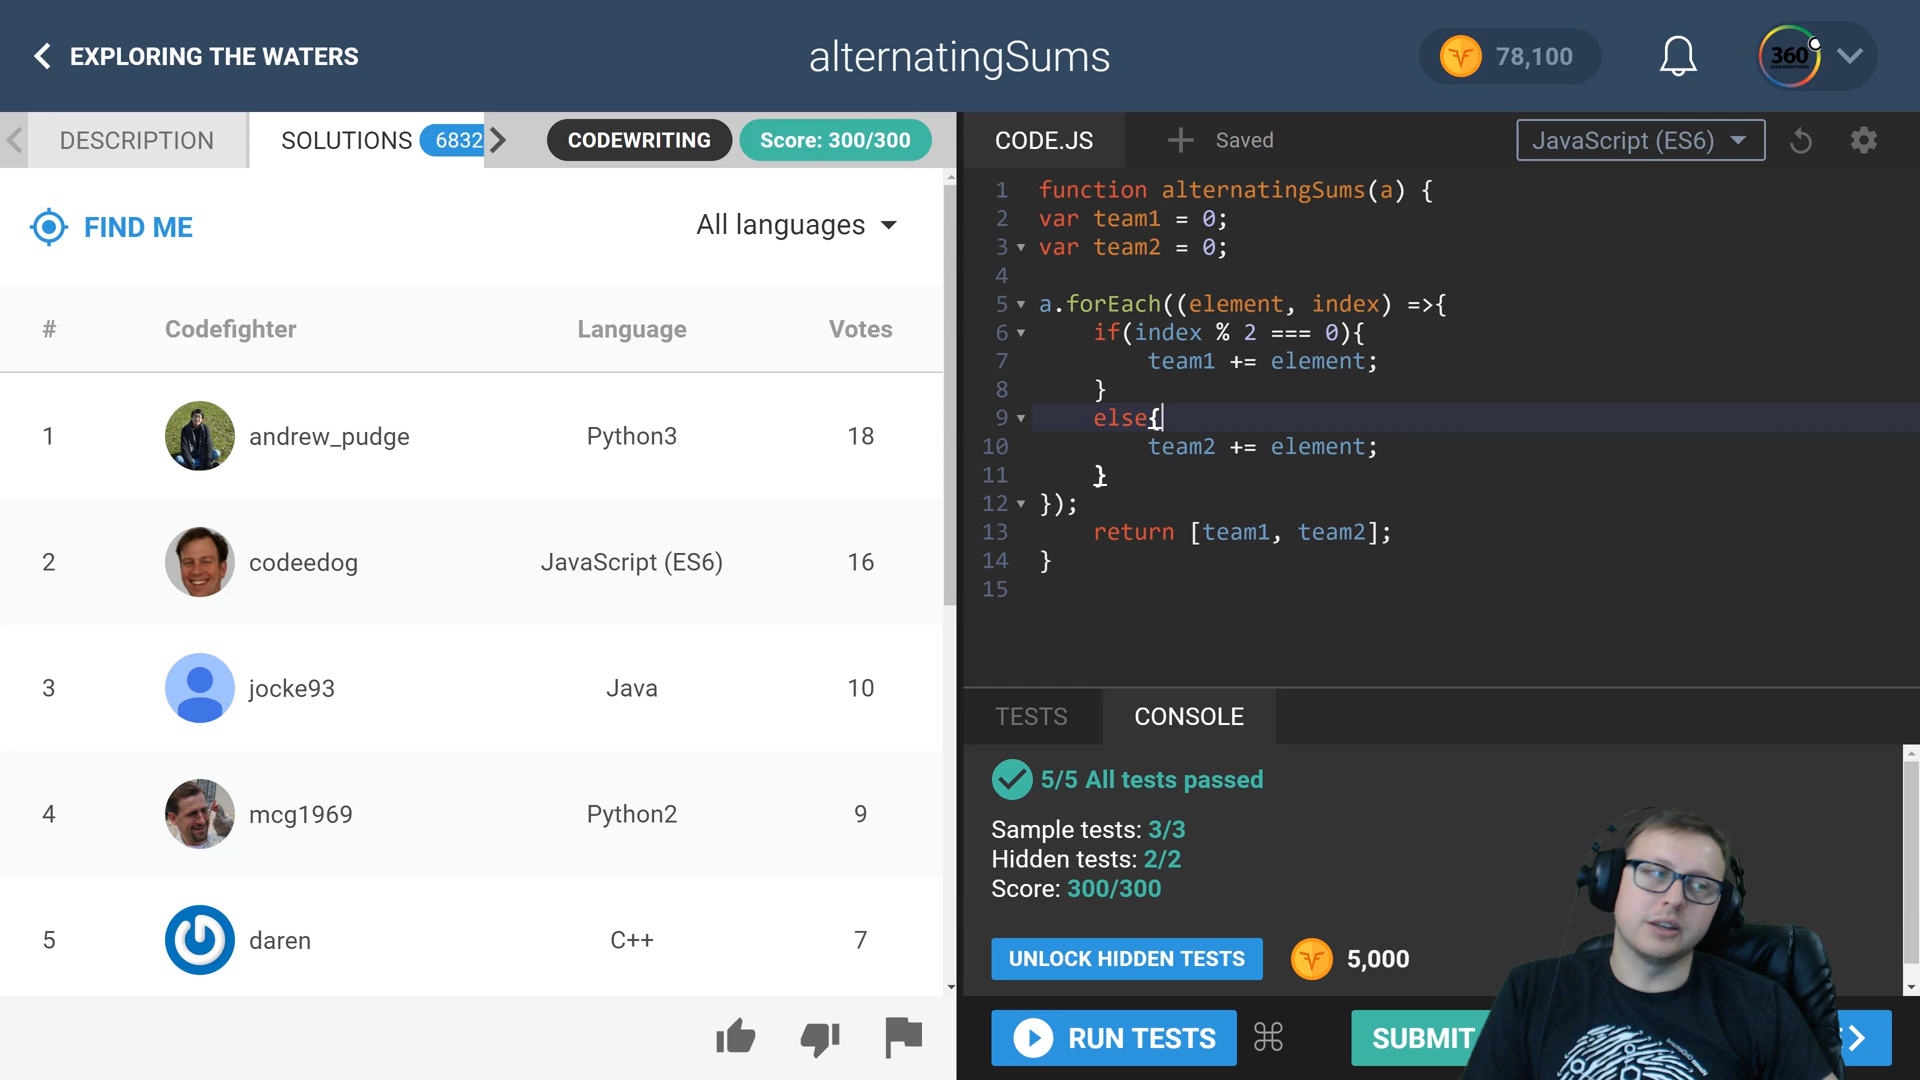 EXPLORING THE WATERS
alternatingSums
78,100
360
DESCRIPTION
SOLUTIONS 6832
CODEWRITING
Score: 300/300
FIND ME
All languages
# Codefighter Language Votes
1 andrew_pudge Python3 18
2 codeedog JavaScript (ES6) 16
3 jocke93 Java 10
4 mcg1969 Python2 9
5 daren C++ 7
CODE.JS
Saved
JavaScript (ES6)
1 function alternatingSums(a) {
2 var team1 = 0;
3 var team2 = 0;
4
5 a.forEach((element, index) =>{
6 if(index % 2 === 0){
7 team1 += element;
8 }
9 else{
10 team2 += element;
11 }
12 });
13 return [team1, team2];
14 }
15
TESTS
CONSOLE
5/5 All tests passed
Sample tests: 3/3
Hidden tests: 2/2
Score: 300/300
UNLOCK HIDDEN TESTS
5,000
RUN TESTS
SUBMIT